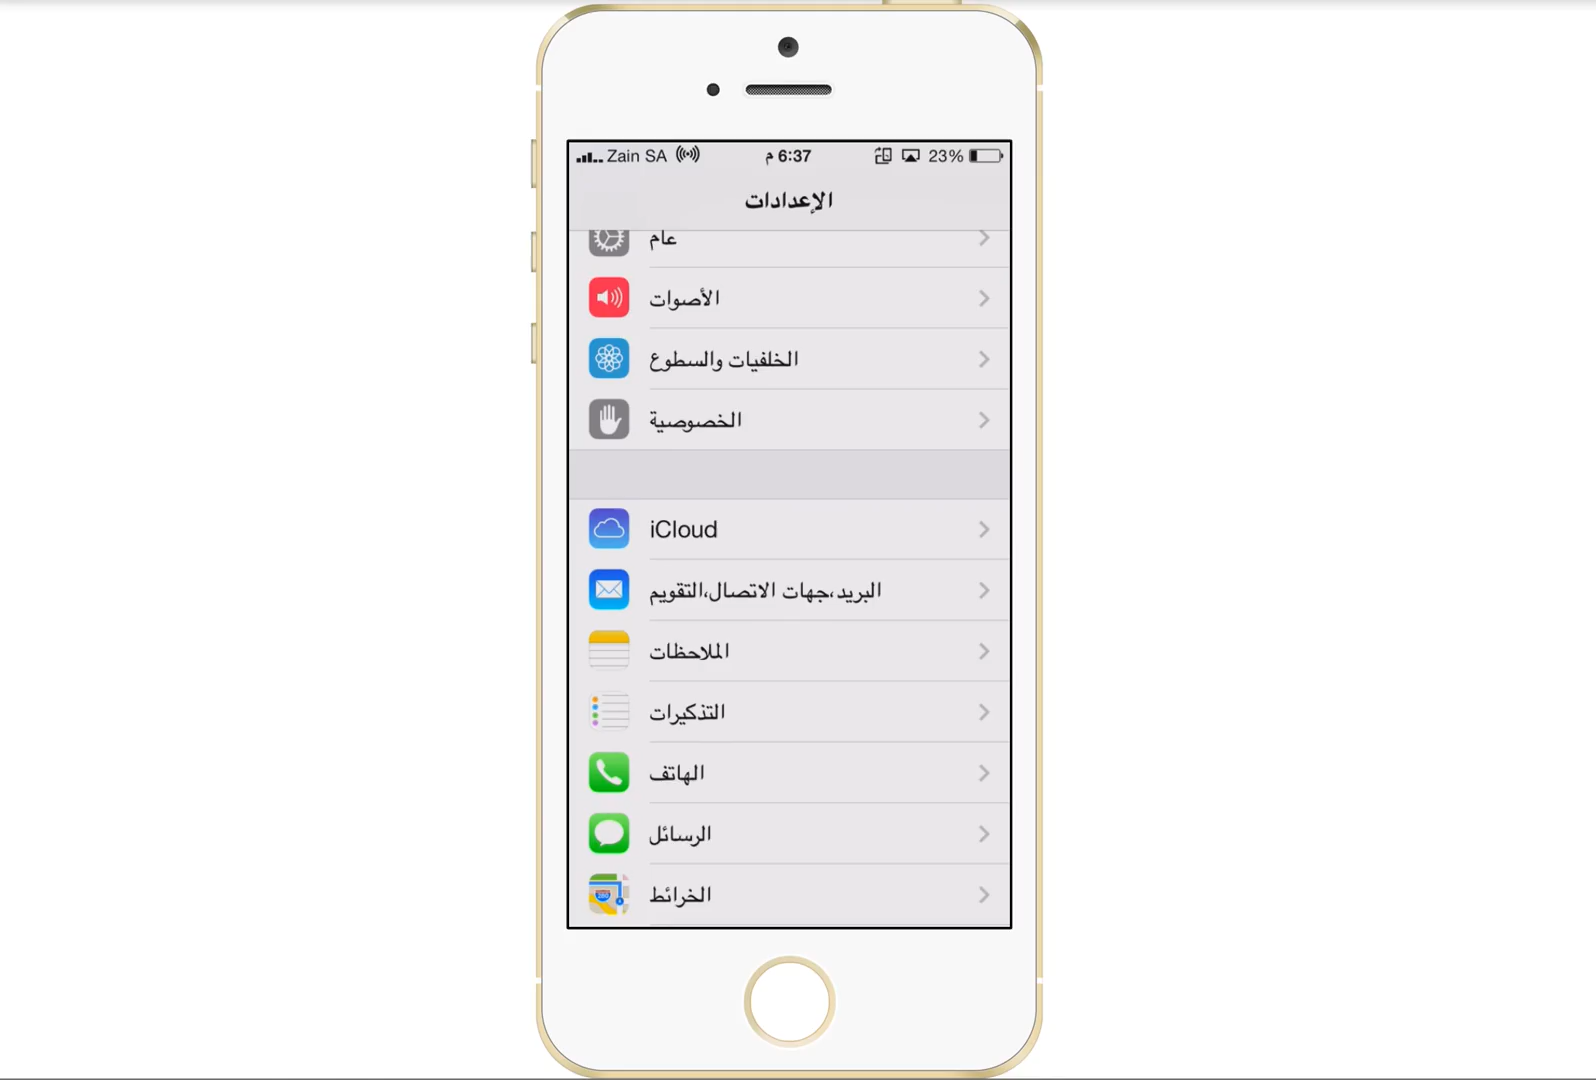 Zain SA 6:37 م 23%
الإعدادات
عام
الأصوات
الخلفيات والسطوع
الخصوصية
iCloud
البريد،جهات الاتصال،التقويم
الملاحظات
التذكيرات
الهاتف
الرسائل
الخرائط